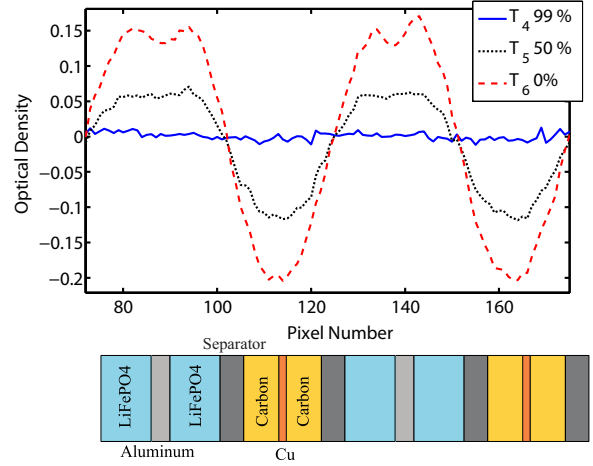 0.15
0.1
0.05
0
−0.05
−0.1
−0.15
−0.2
Optical Density
80
100
120
140
160
Pixel Number
T4 99 %
T5 50 %
T6 0%
Separator
LiFePO4
LiFePO4
Carbon
Carbon
Aluminum
Cu